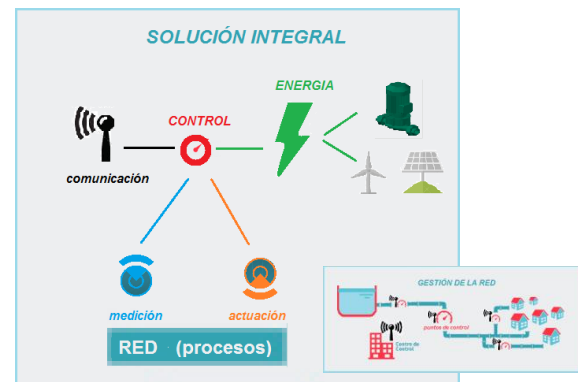 SOLUCIÓN INTEGRAL
ENERGIA
CONTROL
comunicación
medición
actuación
RED (procesos)
GESTIÓN DE LA RED
puntos de control
Centro de
Control